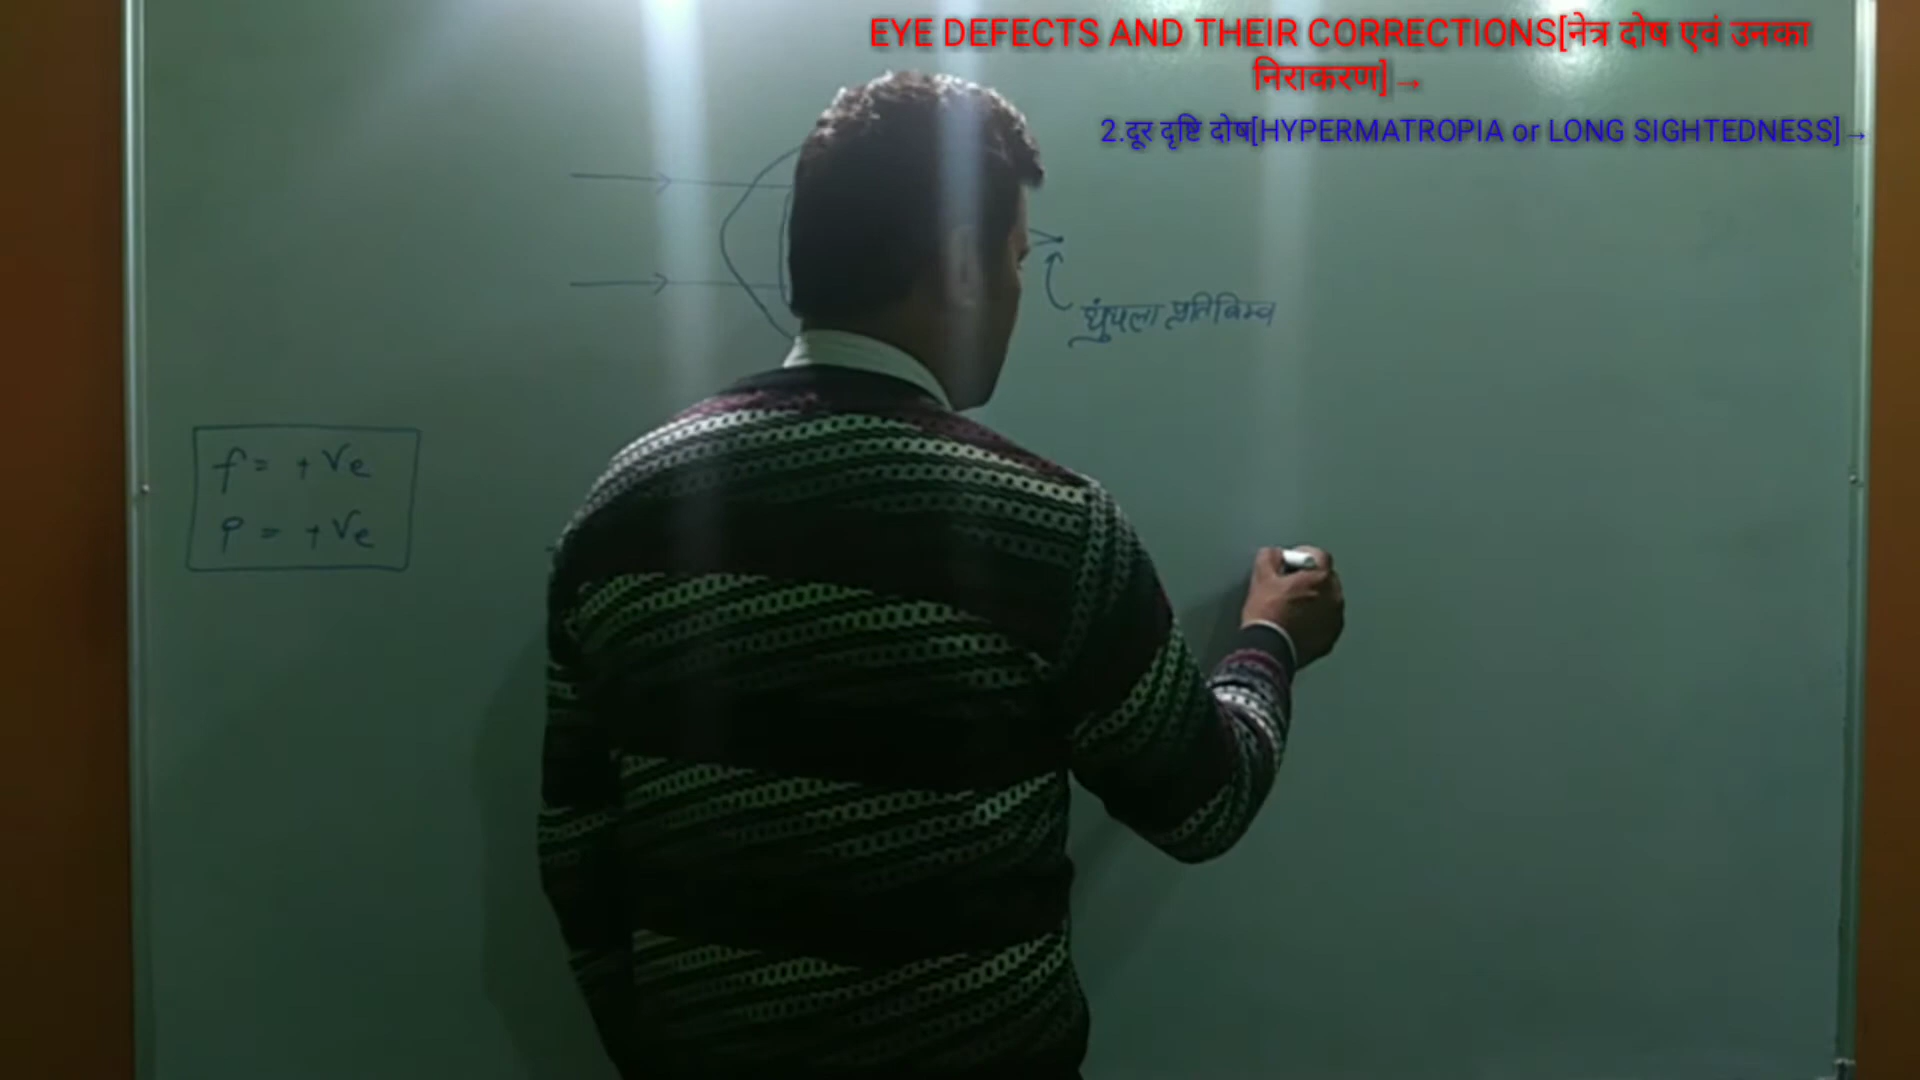 EYE DEFECTS AND THEIR CORRECTIONS[नेत्र दोष एवं उनका
निराकरण]→
2.दूर दृष्टि दोष[HYPERMATROPIA or LONG SIGHTEDNESS]→
धुंधला प्रतिबिम्ब
f = +Ve
P = +Ve